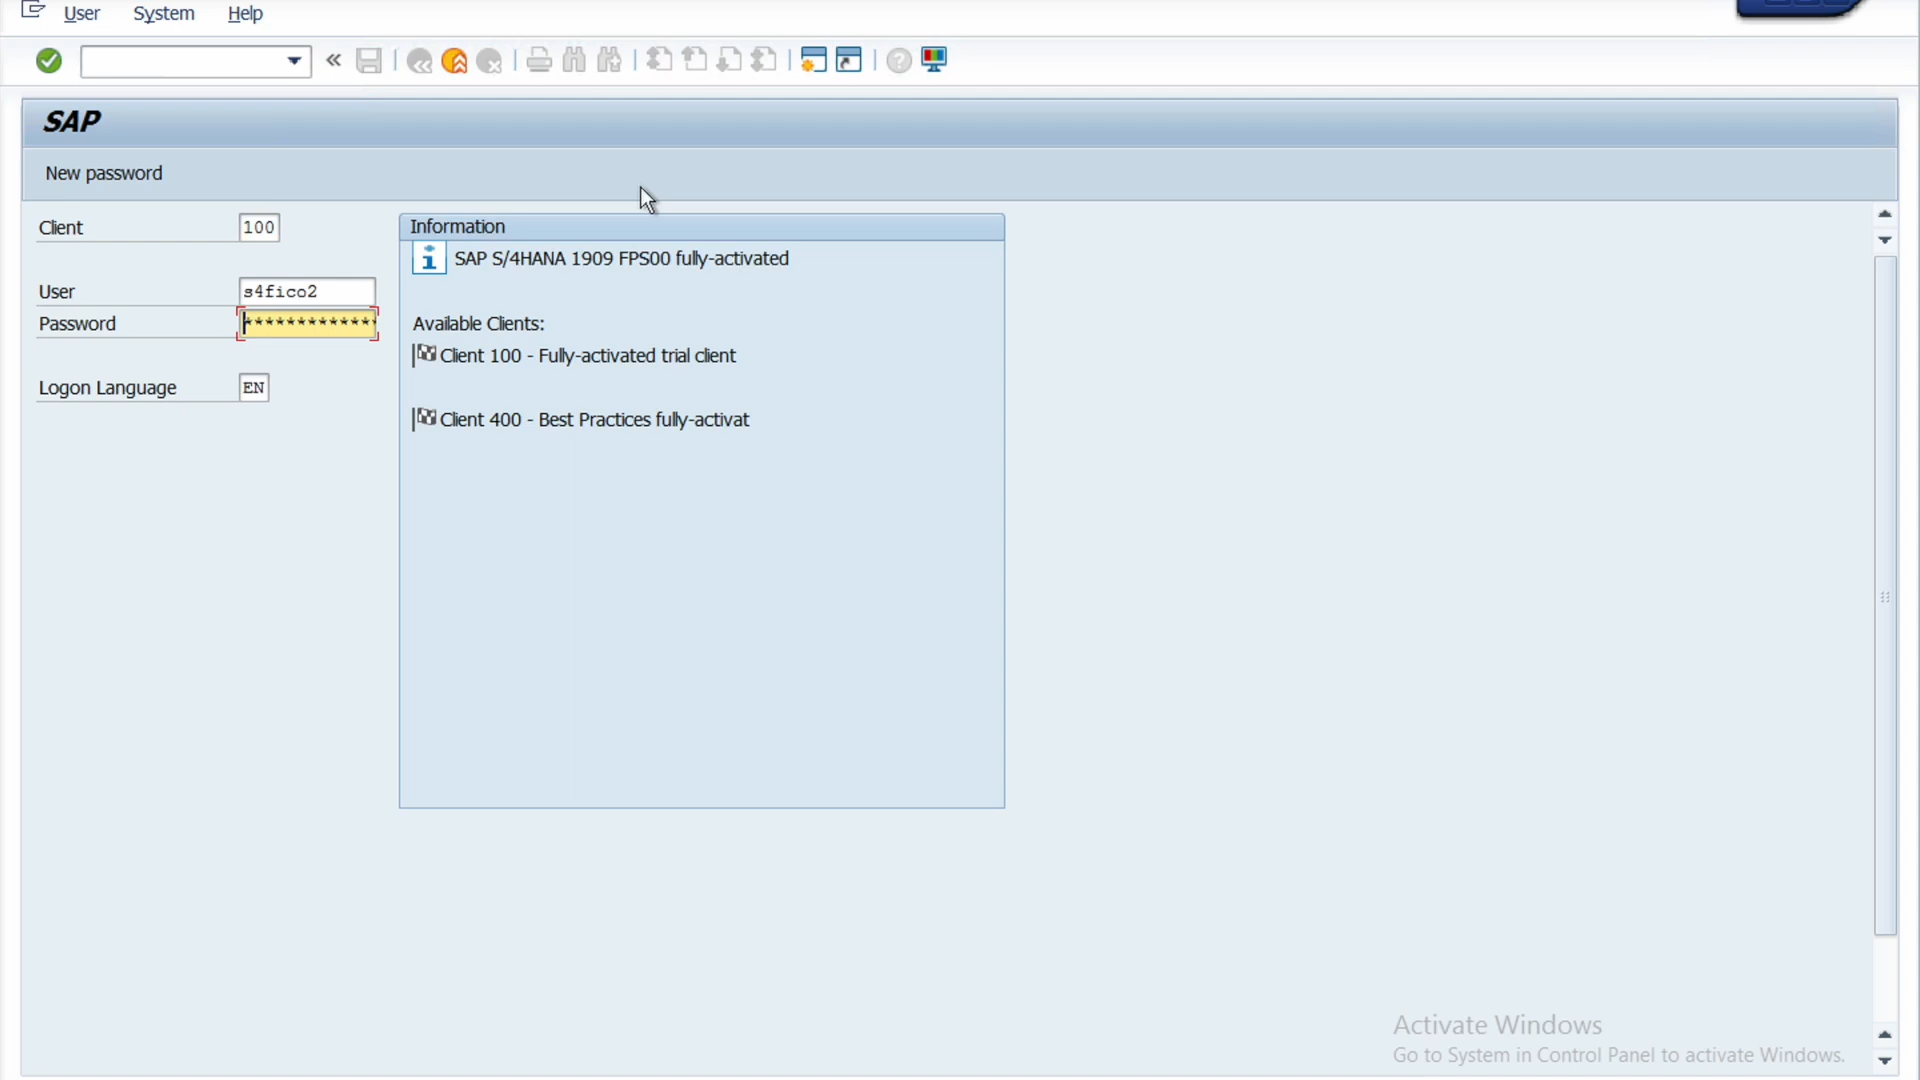 User System Help
SAP
New password
Client 100
Information
SAP S/4HANA 1909 FPS00 fully-activated
User s4fico2
Password ************
Available Clients:
Client 100 - Fully-activated trial client
Logon Language EN
Client 400 - Best Practices fully-activat
Activate Windows
Go to System in Control Panel to activate Windows.